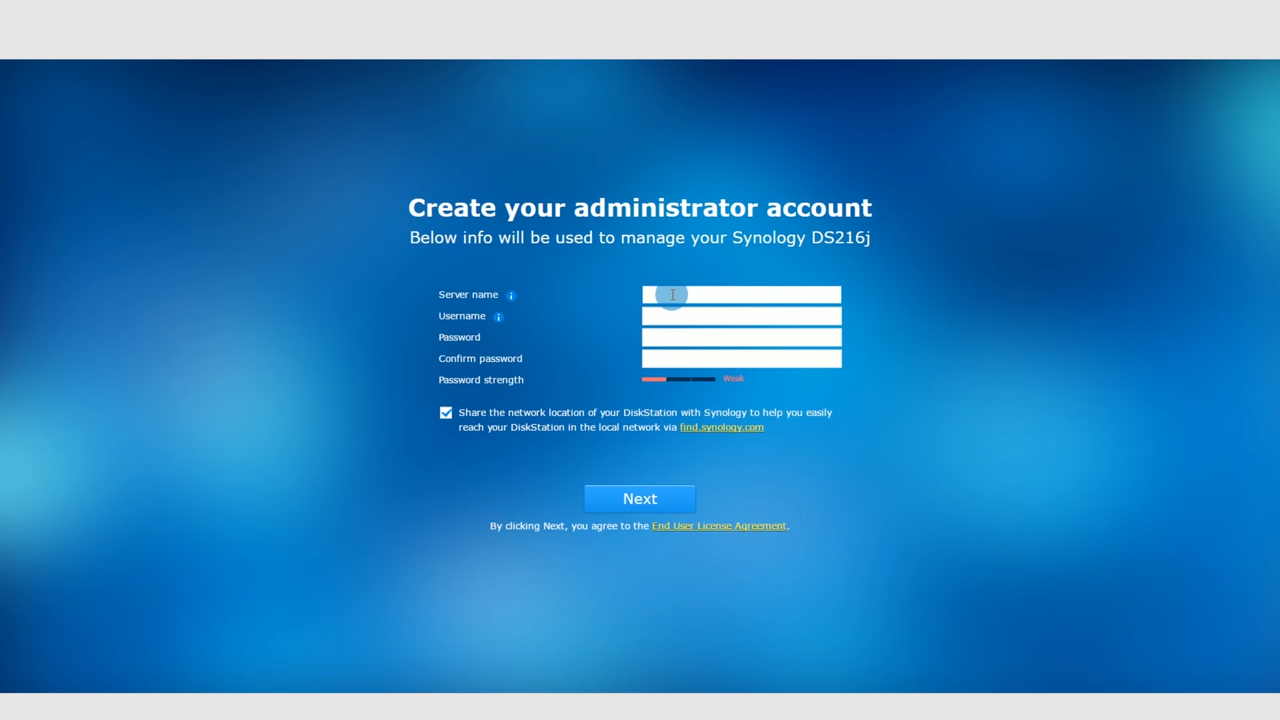 Create your administrator account
Below info will be used to manage your Synology DS216j
Server name
Username
Password
Confirm password
Password strength Weak
Share the network location of your DiskStation with Synology to help you easily
reach your DiskStation in the local network via find.synology.com
Next
By clicking Next, you agree to the End User License Agreement.